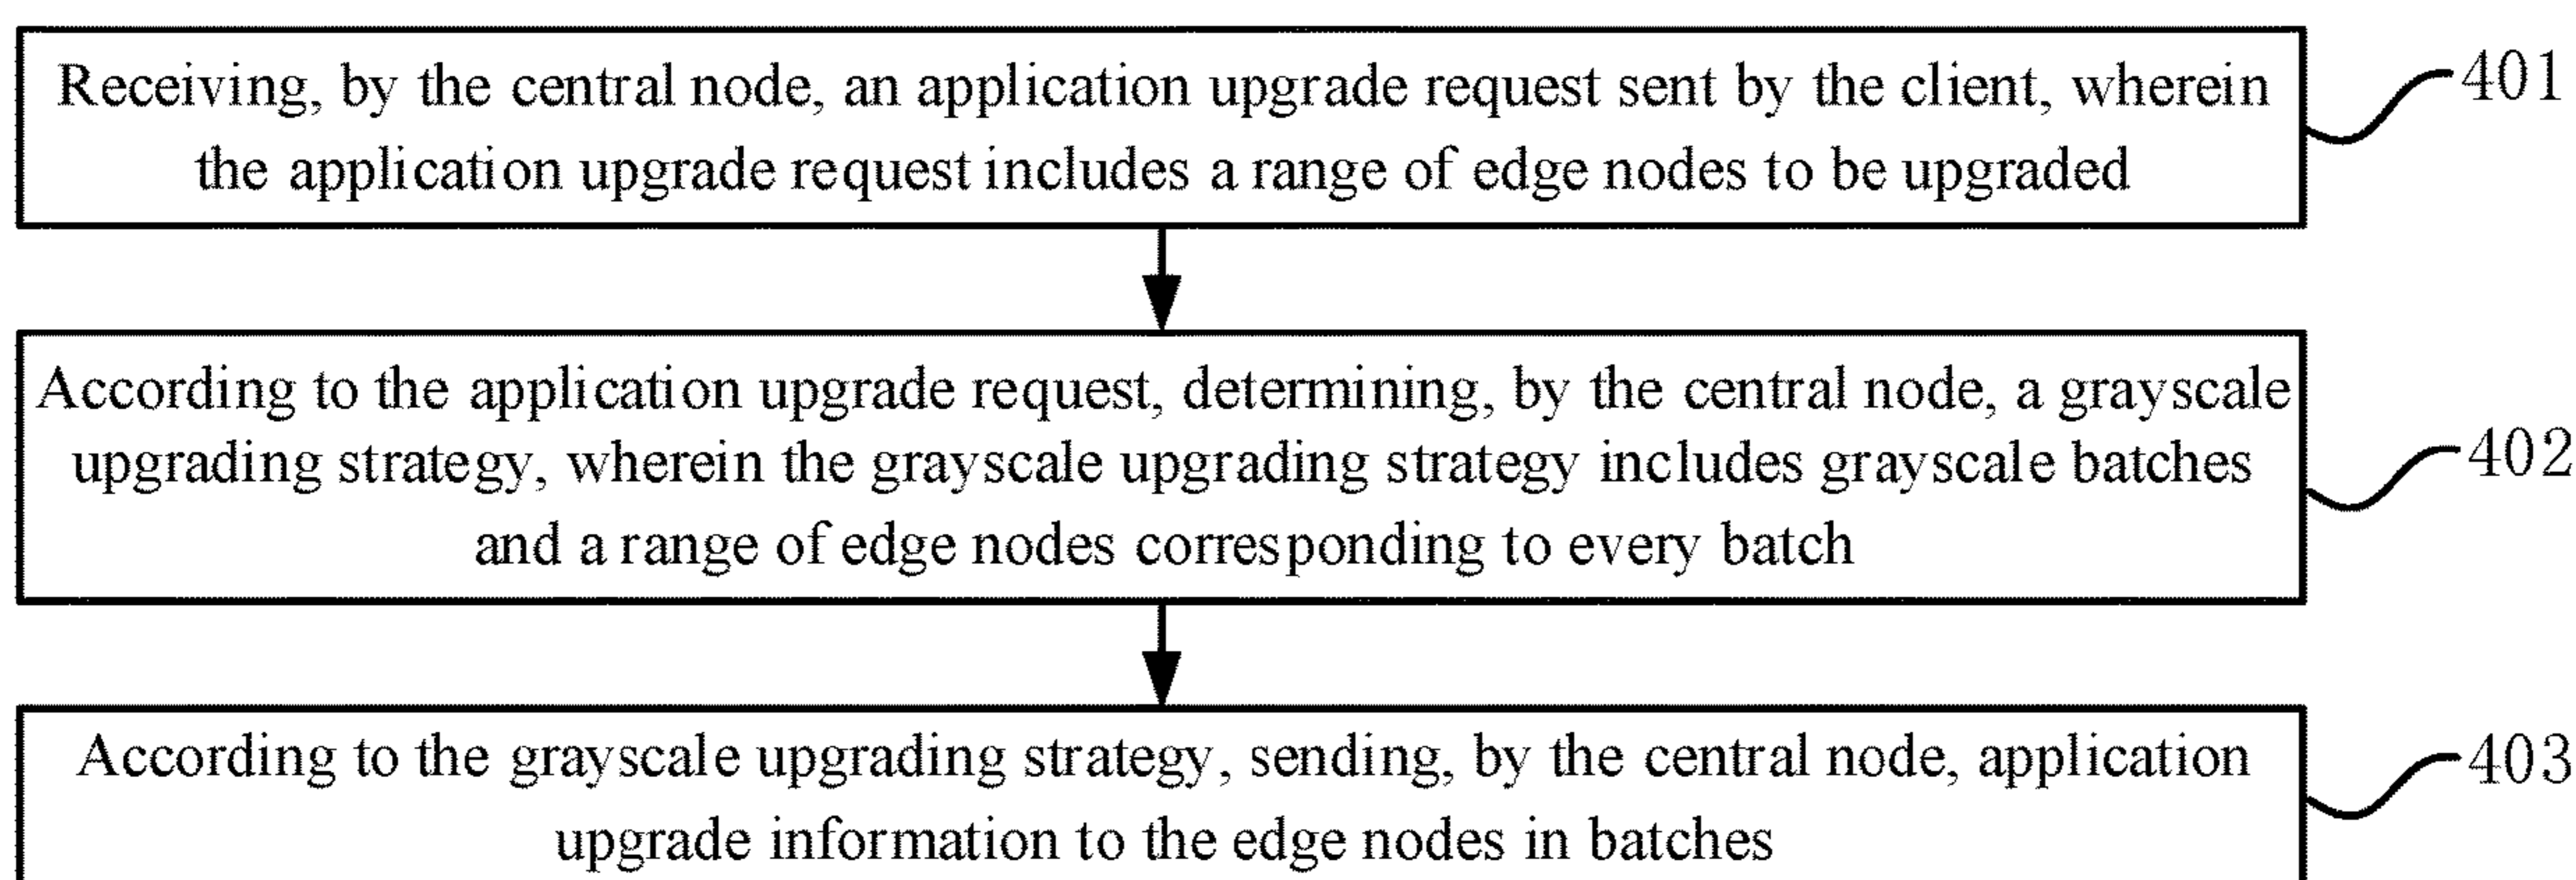 Receiving, by the central node, an application upgrade request sent by the client, wherein
the application upgrade request includes a range of edge nodes to be upgraded
401
According to the application upgrade request, determining, by the central node, a grayscale
upgrading strategy, wherein the grayscale upgrading strategy includes grayscale batches
and a range of edge nodes corresponding to every batch
402
According to the grayscale upgrading strategy, sending, by the central node, application
upgrade information to the edge nodes in batches
403